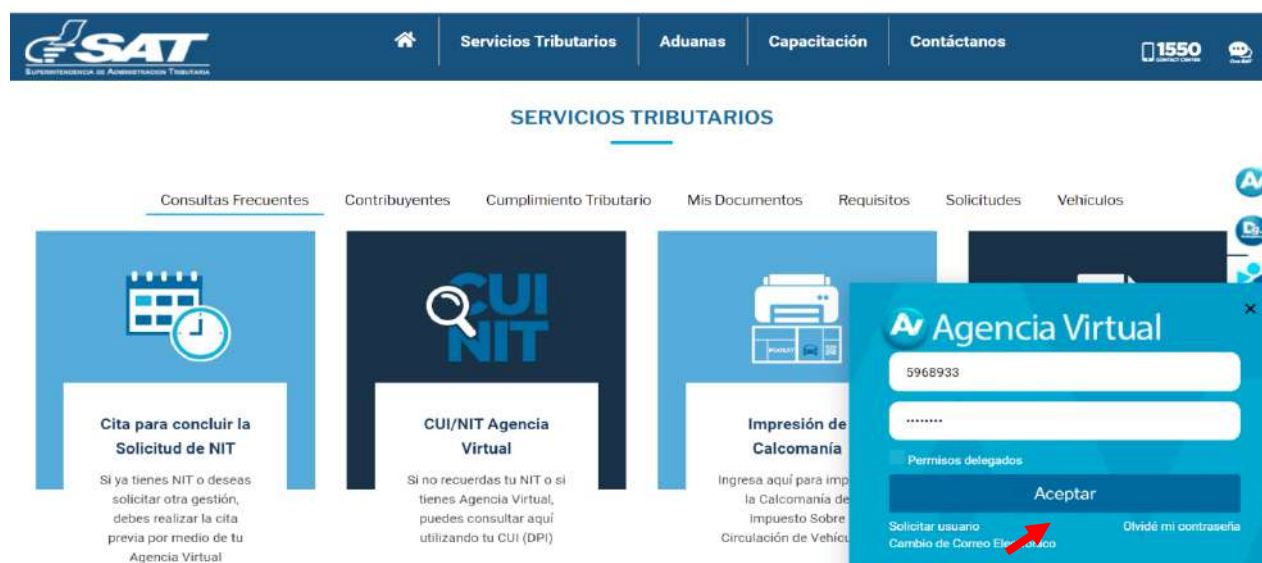 SAT
SUPERINTENDENCIA DE ADMINISTRACIÓN TRIBUTARIA
Servicios Tributarios
Aduanas
Capacitación
Contáctanos
1550
CONTACT CENTER
SERVICIOS TRIBUTARIOS
Consultas Frecuentes
Contribuyentes
Cumplimiento Tributario
Mis Documentos
Requisitos
Solicitudes
Vehículos
Cita para concluir la
Solicitud de NIT
Si ya tienes NIT o deseas
solicitar otra gestión,
debes realizar la cita
previa por medio de tu
Agencia Virtual
CUI
NIT
CUI/NIT Agencia
Virtual
Si no recuerdas tu NIT o si
tienes Agencia Virtual,
puedes consultar aquí
utilizando tu CUI (DPI)
Impresión de
Calcomanía
Ingresa aquí para imp
la Calcomanía de
Impuesto Sobre
Circulación de Vehícu
Av Agencia Virtual
5968933
........
Permisos delegados
Aceptar
Solicitar usuario
Olvidé mi contraseña
Cambio de Correo